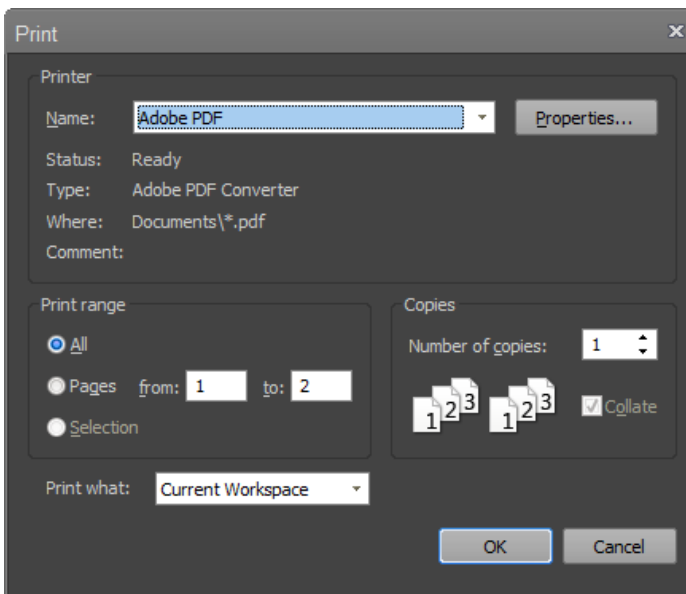 Print
Printer
Name: Adobe PDF Properties...
Status: Ready
Type: Adobe PDF Converter
Where: Documents\*.pdf
Comment:
Print range
All
Pages from: 1 to: 2
Selection
Copies
Number of copies: 1
1 2 3 1 2 3 Collate
Print what: Current Workspace
OK Cancel